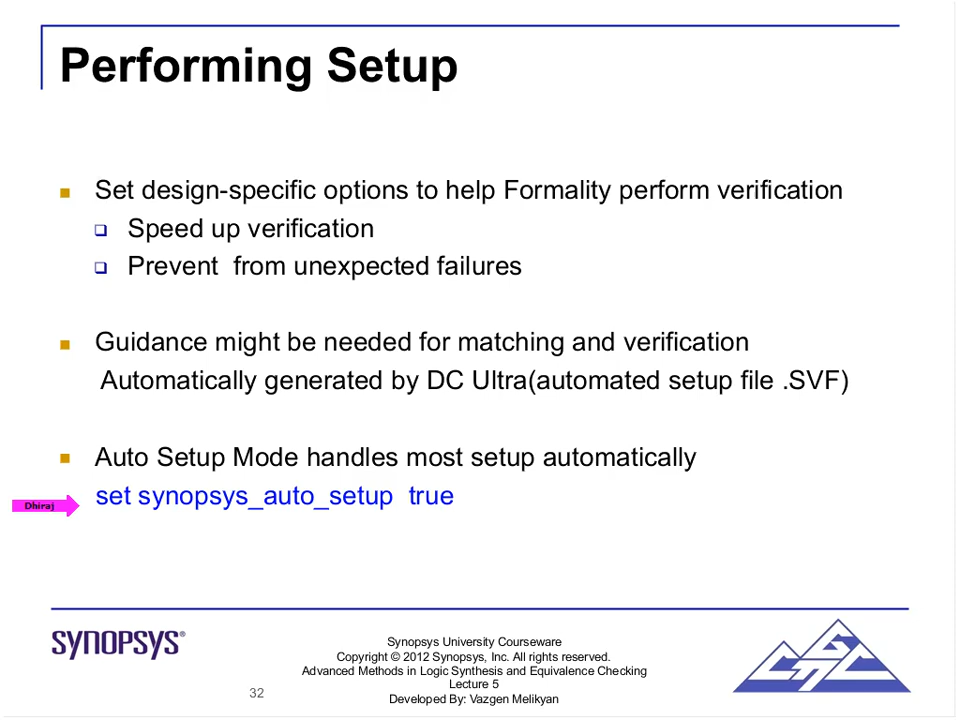 Performing Setup
Set design-specific options to help Formality perform verification
Speed up verification
Prevent  from unexpected failures
Guidance might be needed for matching and verification
Automatically generated by DC Ultra(automated setup file .SVF)
Auto Setup Mode handles most setup automatically
Dhiraj
set synopsys_auto_setup  true
SYNOPSYS®
Synopsys University Courseware
Copyright © 2012 Synopsys, Inc. All rights reserved.
Advanced Methods in Logic Synthesis and Equivalence Checking
Lecture 5
32
Developed By: Vazgen Melikyan